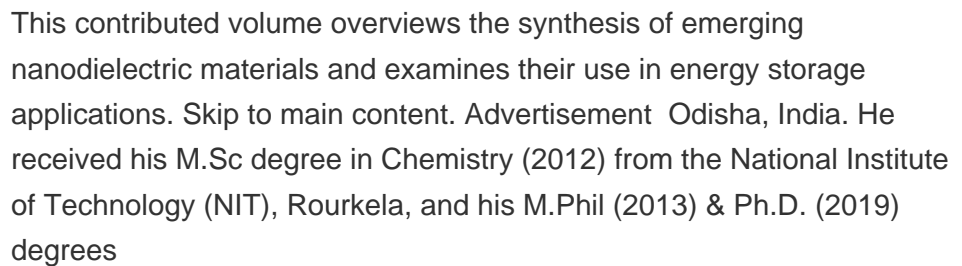 This contributed volume overviews the synthesis of emerging
nanodielectric materials and examines their use in energy storage
applications. Skip to main content. Advertisement  Odisha, India. He
received his M.Sc degree in Chemistry (2012) from the National Institute
of Technology (NIT), Rourkela, and his M.Phil (2013) & Ph.D. (2019)
degrees